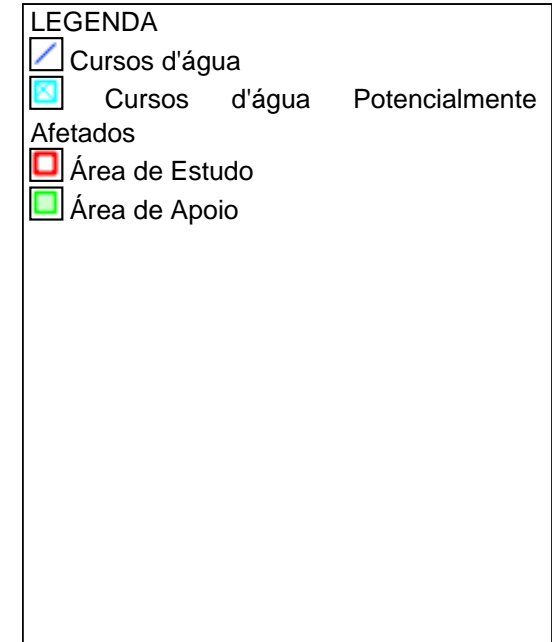 LEGENDA
Cursos d'água
Cursos d'água Potencialmente
Afetados
Área de Estudo
Área de Apoio